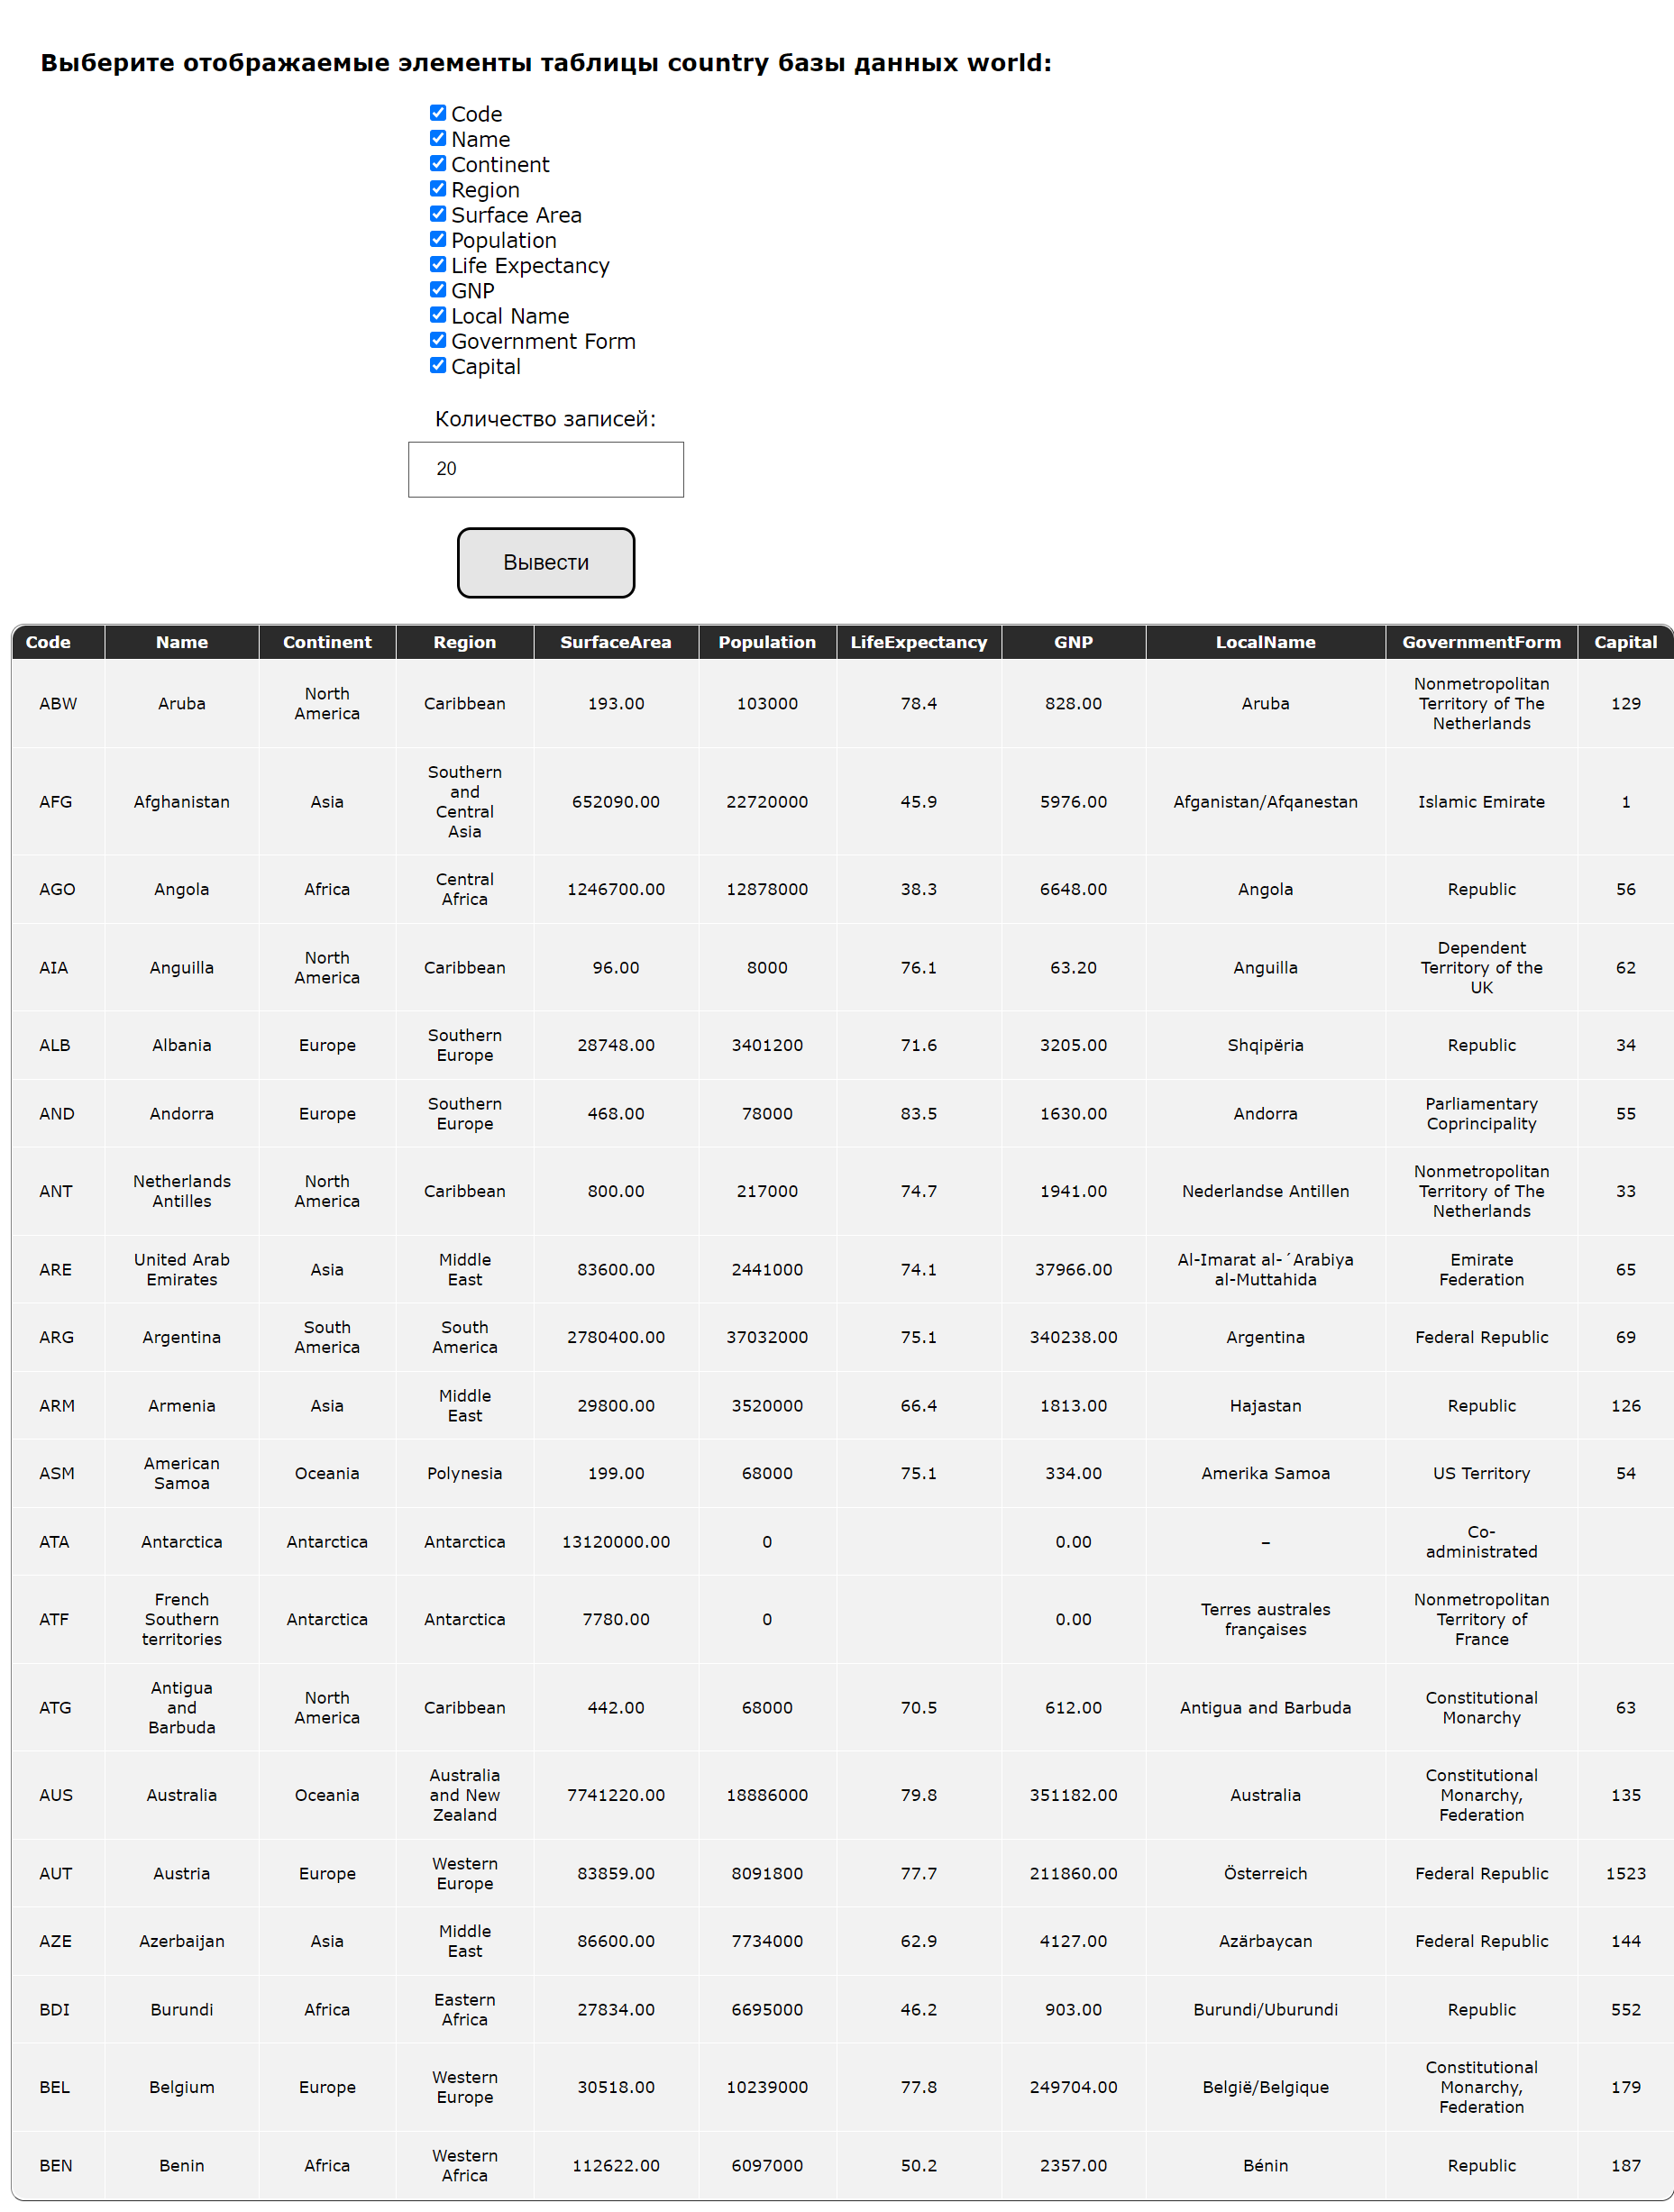 Выберите отображаемые элементы таблицы country базы данных world:
Code
Name
Continent
Region
Surface Area
Population
Life Expectancy
GNP
Local Name
Government Form
Capital
Количество записей:
20
Вывести
Code Name Continent Region SurfaceArea Population LifeExpectancy GNP LocalName GovernmentForm Capital
ABW Aruba North America Caribbean 193.00 103000 78.4 828.00 Aruba Nonmetropolitan Territory of The Netherlands 129
AFG Afghanistan Asia Southern and Central Asia 652090.00 22720000 45.9 5976.00 Afganistan/Afqanestan Islamic Emirate 1
AGO Angola Africa Central Africa 1246700.00 12878000 38.3 6648.00 Angola Republic 56
AIA Anguilla North America Caribbean 96.00 8000 76.1 63.20 Anguilla Dependent Territory of the UK 62
ALB Albania Europe Southern Europe 28748.00 3401200 71.6 3205.00 Shqipëria Republic 34
AND Andorra Europe Southern Europe 468.00 78000 83.5 1630.00 Andorra Parliamentary Coprincipality 55
ANT Netherlands Antilles North America Caribbean 800.00 217000 74.7 1941.00 Nederlandse Antillen Nonmetropolitan Territory of The Netherlands 33
ARE United Arab Emirates Asia Middle East 83600.00 2441000 74.1 37966.00 Al-Imarat al-´Arabiya al-Muttahida Emirate Federation 65
ARG Argentina South America South America 2780400.00 37032000 75.1 340238.00 Argentina Federal Republic 69
ARM Armenia Asia Middle East 29800.00 3520000 66.4 1813.00 Hajastan Republic 126
ASM American Samoa Oceania Polynesia 199.00 68000 75.1 334.00 Amerika Samoa US Territory 54
ATA Antarctica Antarctica Antarctica 13120000.00 0 0.00 – Co-administrated
ATF French Southern territories Antarctica Antarctica 7780.00 0 0.00 Terres australes françaises Nonmetropolitan Territory of France
ATG Antigua and Barbuda North America Caribbean 442.00 68000 70.5 612.00 Antigua and Barbuda Constitutional Monarchy 63
AUS Australia Oceania Australia and New Zealand 7741220.00 18886000 79.8 351182.00 Australia Constitutional Monarchy, Federation 135
AUT Austria Europe Western Europe 83859.00 8091800 77.7 211860.00 Österreich Federal Republic 1523
AZE Azerbaijan Asia Middle East 86600.00 7734000 62.9 4127.00 Azärbaycan Federal Republic 144
BDI Burundi Africa Eastern Africa 27834.00 6695000 46.2 903.00 Burundi/Uburundi Republic 552
BEL Belgium Europe Western Europe 30518.00 10239000 77.8 249704.00 België/Belgique Constitutional Monarchy, Federation 179
BEN Benin Africa Western Africa 112622.00 6097000 50.2 2357.00 Bénin Republic 187